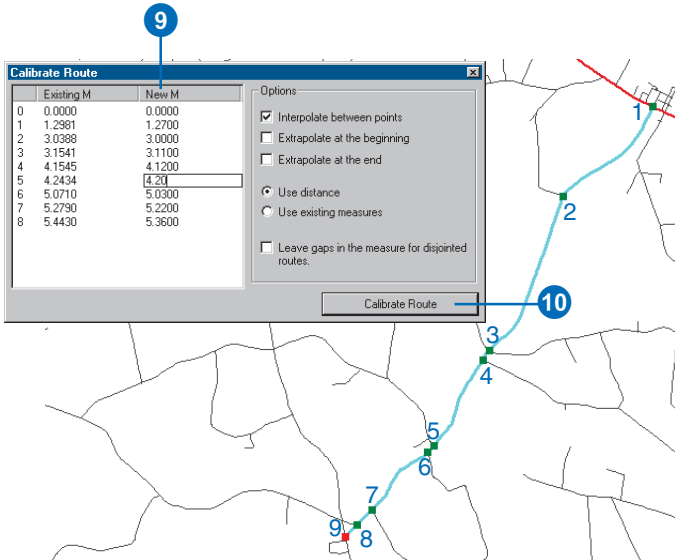 9
Calibrate Route
Existing M New M
0 0.0000 0.0000
1 1.2981 1.2700
2 3.0388 3.0000
3 3.1541 3.1100
4 4.1545 4.1200
5 4.2434 4.20
6 5.0710 5.0300
7 5.2790 5.2200
8 5.4430 5.3600
Options
Interpolate between points
Extrapolate at the beginning
Extrapolate at the end
Use distance
Use existing measures
Leave gaps in the measure for disjointed
routes.
Calibrate Route
10
1
2
3
4
5
6
7
8
9